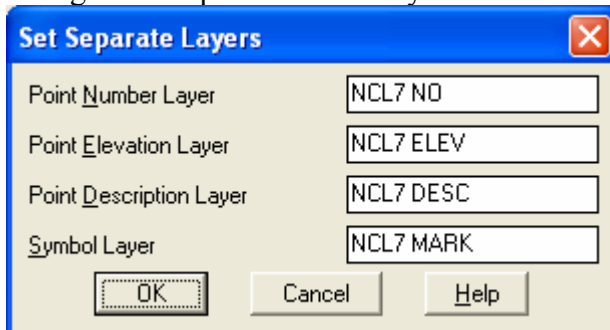 Set Separate Layers
Point Number Layer NCL7 NO
Point Elevation Layer NCL7 ELEV
Point Description Layer NCL7 DESC
Symbol Layer NCL7 MARK
OK Cancel Help